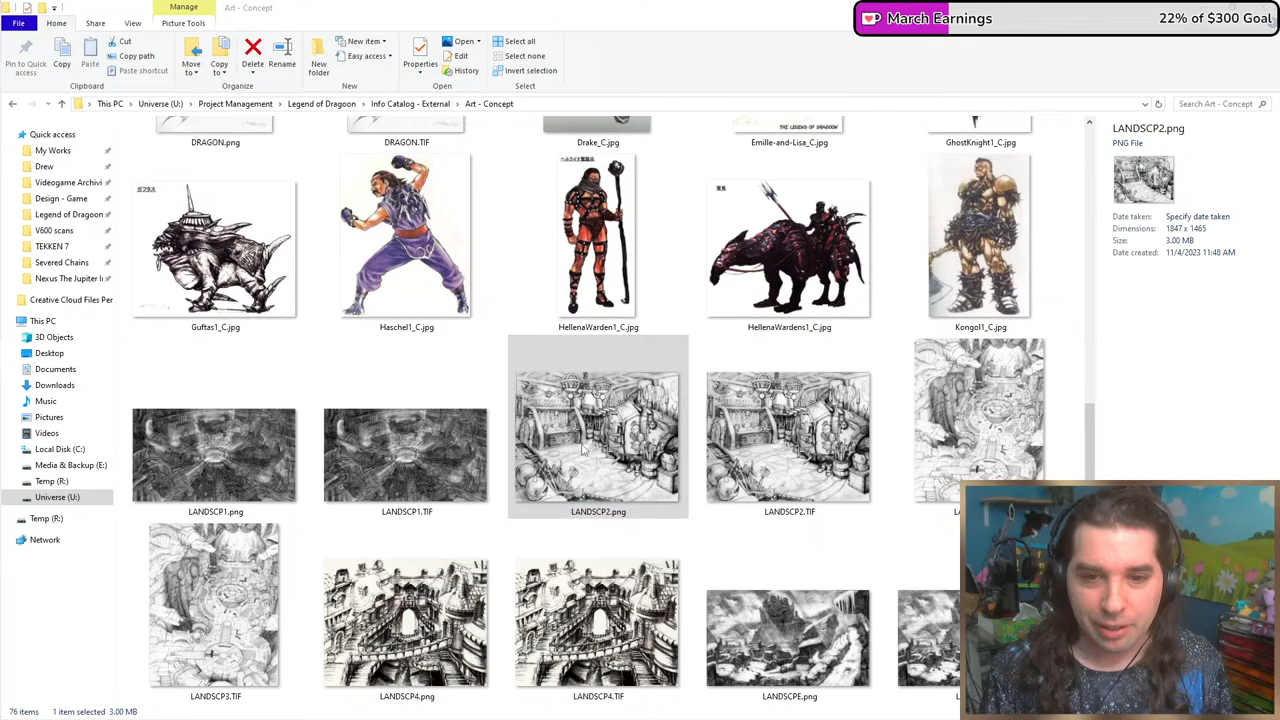 Manage
Art - Concept
File
Home
Share
View
Picture Tools
March Earnings
22% of $300 Goal
Pin to Quick access
Copy
Paste
Cut
Copy path
Paste shortcut
Clipboard
Move to
Copy to
Delete
Rename
Organize
New folder
New item
Easy access
New
Properties
Open
Edit
History
Open
Select all
Select none
Invert selection
Select
This PC
Universe (U:)
Project Management
Legend of Dragoon
Info Catalog - External
Art - Concept
Search Art - Concept
Quick access
My Works
Drew
Videogame Archivi
Design - Game
Legend of Dragoon
V600 scans
TEKKEN 7
Severed Chains
Nexus The Jupiter I
Creative Cloud Files Per
This PC
3D Objects
Desktop
Documents
Downloads
Music
Pictures
Videos
Local Disk (C:)
Media & Backup (E:)
Temp (R:)
Universe (U:)
Temp (R:)
Network
THE LEGEND OF DRAGOON
DRAGON.png
DRAGON.TIF
Drake_C.jpg
Emille-and-Lisa_C.jpg
GhostKnight1_C.jpg
Guftas1_C.jpg
Haschel1_C.jpg
HellenaWarden1_C.jpg
HellenaWardens1_C.jpg
Kongol1_C.jpg
LANDSCP1.png
LANDSCP1.TIF
LANDSCP2.png
LANDSCP2.TIF
LANDSCP3.TIF
LANDSCP4.png
LANDSCP4.TIF
LANDSCPE.png
LANDSCP2.png
PNG File
Date taken: Specify date taken
Dimensions: 1847 x 1465
Size: 3.00 MB
Date created: 11/4/2023 11:48 AM
76 items
1 item selected 3.00 MB